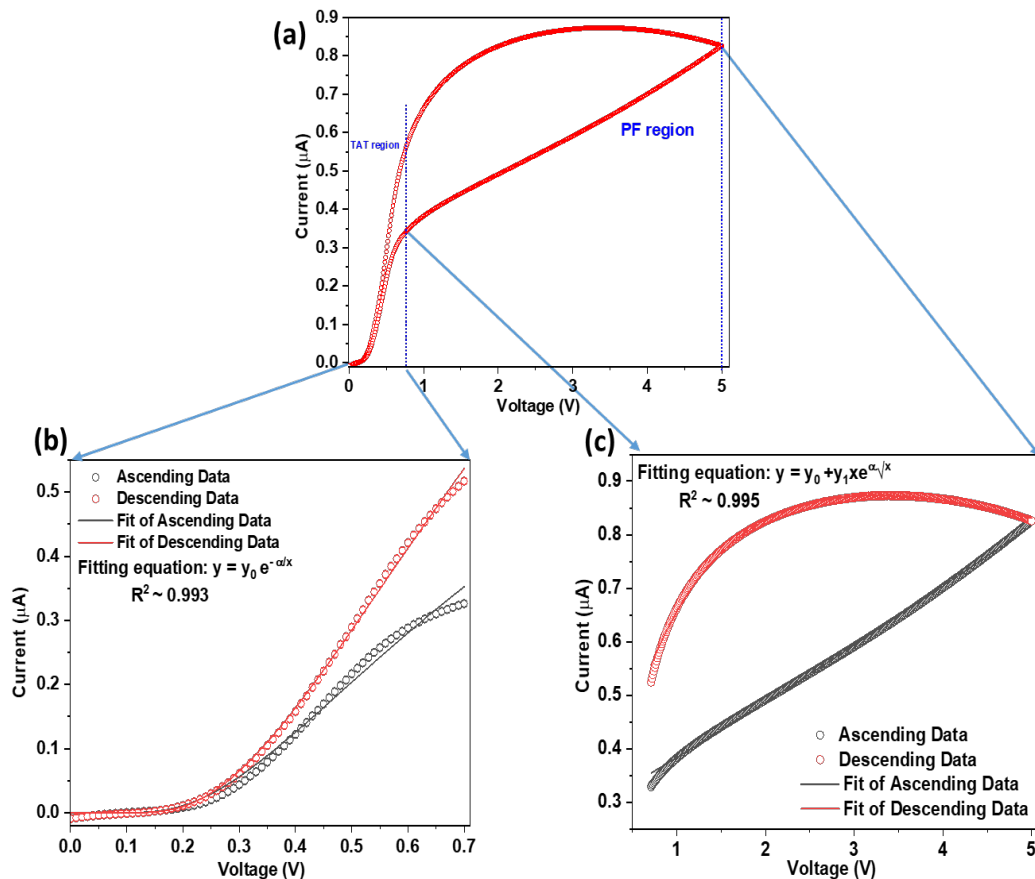 (a)
0.9
0.8
0.7
0.6
0.5
0.4
0.3
0.2
0.1
0.0
Current (μA)
TAT region
PF region
0 1 2 3 4 5
Voltage (V)
(b)
Ascending Data
Descending Data
Fit of Ascending Data
Fit of Descending Data
Fitting equation: y = y₀ e⁻ ᵅ/ˣ
R² ~ 0.993
0.5
0.4
0.3
0.2
0.1
0.0
Current (μA)
0.0 0.1 0.2 0.3 0.4 0.5 0.6 0.7
Voltage (V)
(c)
Fitting equation: y = y₀ +y₁xeᵅ√ˣ
R² ~ 0.995
0.9
0.8
0.7
0.6
0.5
0.4
0.3
Current (μA)
Ascending Data
Descending Data
Fit of Ascending Data
Fit of Descending Data
1 2 3 4 5
Voltage (V)